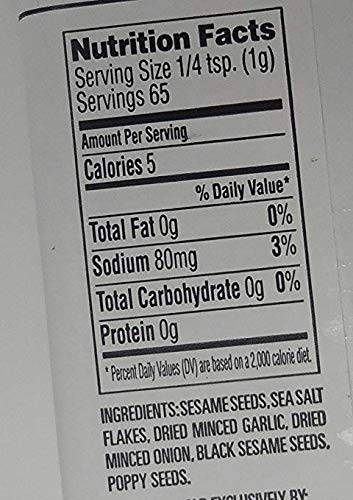 Nutrition Facts
Serving Size 1/4 tsp. (1g)
Servings 65
Amount Per Serving
Calories 5
% Daily Value*
Total Fat 0g 0%
Sodium 80mg 3%
Total Carbohydrate 0g 0%
Protein 0g
* Percent Daily Values (DV) are based on a 2,000 calorie diet.
INGREDIENTS: SESAME SEEDS, SEA SALT
FLAKES, DRIED MINCED GARLIC, DRIED
MINCED ONION, BLACK SESAME SEEDS,
POPPY SEEDS.
EXCLUSIVELY BY: